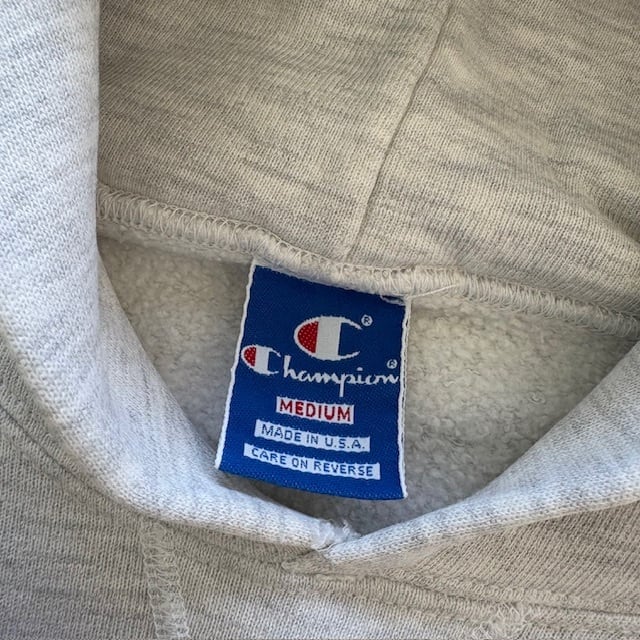 ®
Champion®
MEDIUM
MADE IN U.S.A.
CARE ON REVERSE